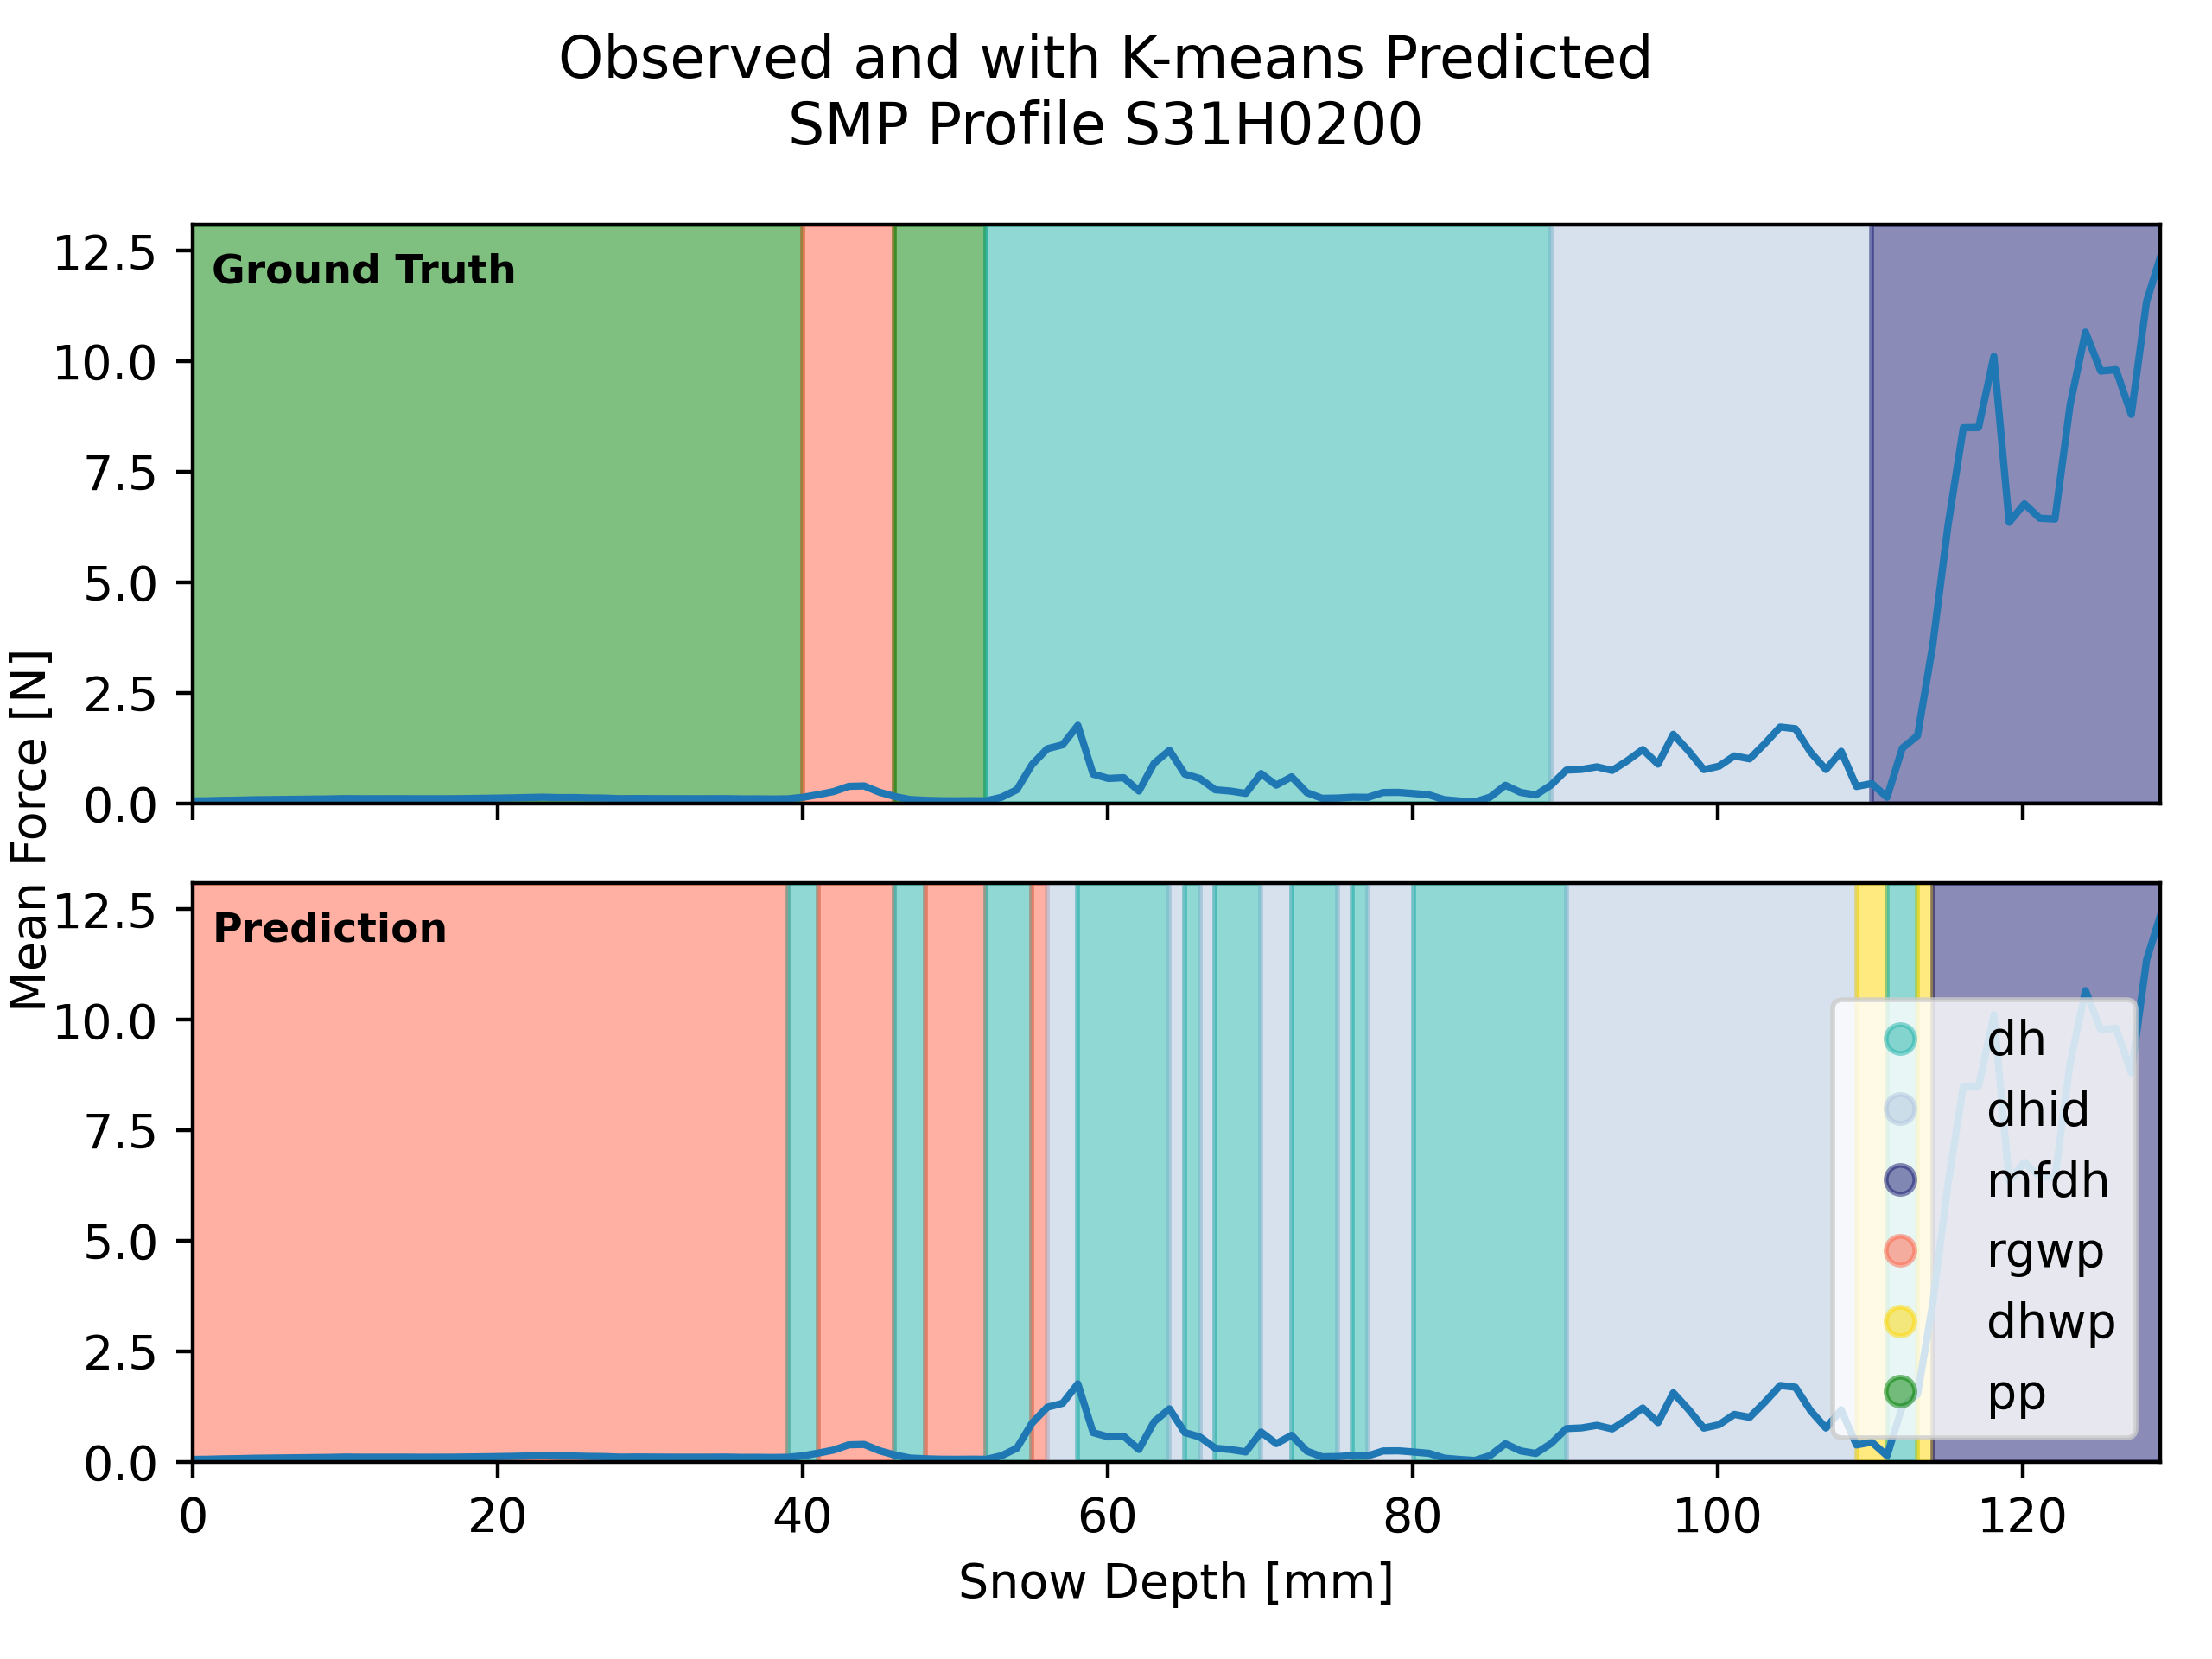 Observed and with K-means Predicted
SMP Profile S31H0200
Mean Force [N]
12.5
10.0
7.5
5.0
2.5
0.0
Ground Truth
12.5
10.0
7.5
5.0
2.5
0.0
Prediction
dh
dhid
mfdh
rgwp
dhwp
pp
0 20 40 60 80 100 120
Snow Depth [mm]